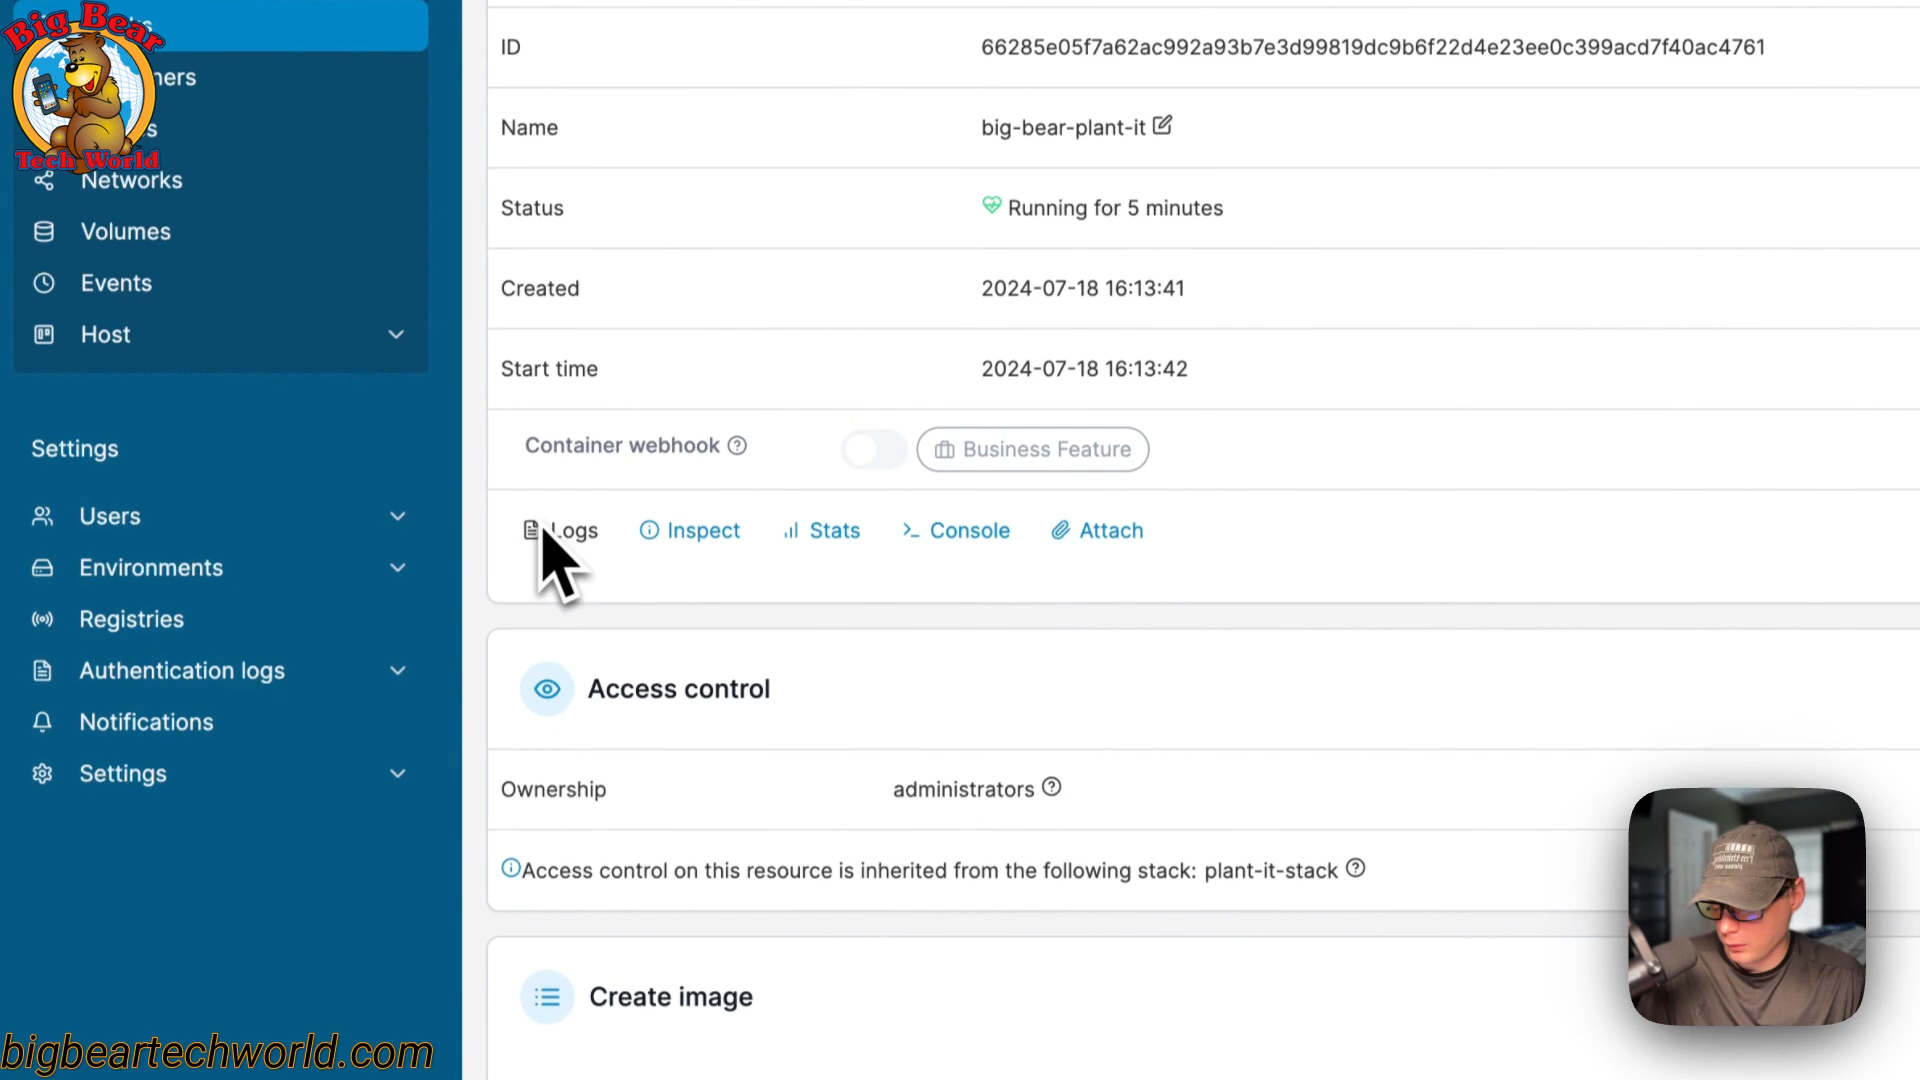 Big Bear
Tech World
Networks
Volumes
Events
Host
Settings
Users
Environments
Registries
Authentication logs
Notifications
Settings
bigbeartechworld.com
ID
66285e05f7a62ac992a93b7e3d99819dc9b6f22d4e23ee0c399acd7f40ac4761
Name
big-bear-plant-it
Status
Running for 5 minutes
Created
2024-07-18 16:13:41
Start time
2024-07-18 16:13:42
Container webhook
Business Feature
Logs
Inspect
Stats
Console
Attach
Access control
Ownership
administrators
Access control on this resource is inherited from the following stack: plant-it-stack
Create image